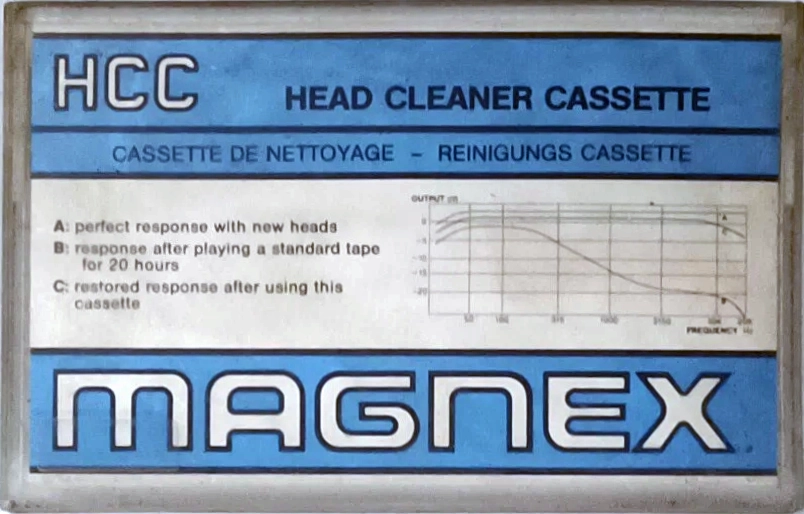 HCC
HEAD CLEANER CASSETTE
CASSETTE DE NETTOYAGE – REINIGUNGS CASSETTE
A: perfect response with new heads
B: response after playing a standard tape
for 20 hours
C: restored response after using this
cassette
OUTPUT
A
FREQUENCY Hz
MAGNEX